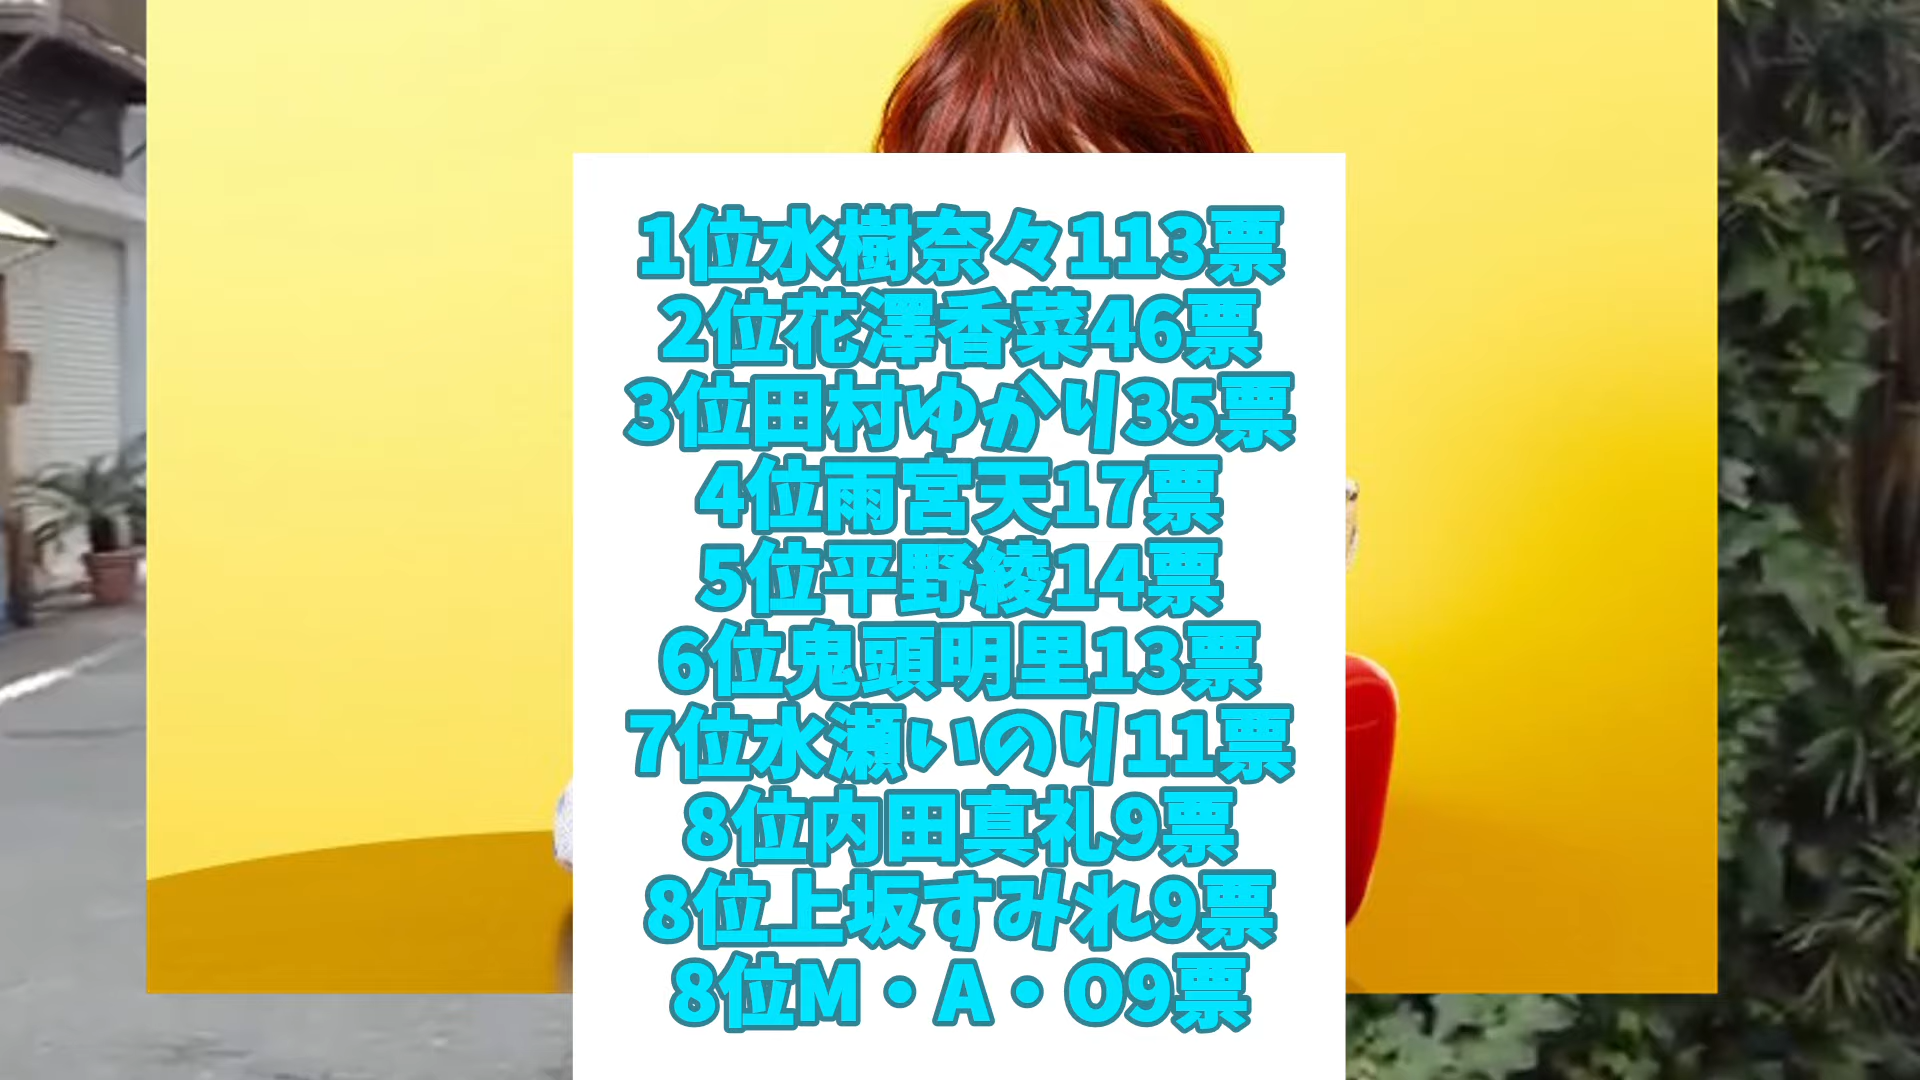 1位水樹奈々113票
2位花澤香菜46票
3位田村ゆかり35票
4位雨宮天17票
5位平野綾14票
6位鬼頭明里13票
7位水瀬いのり11票
8位内田真礼9票
8位上坂すみれ9票
8位M・A・O9票